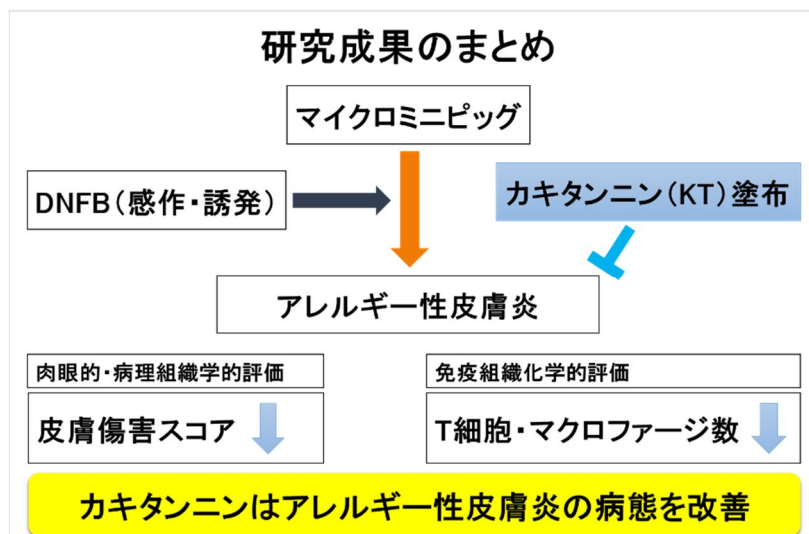 研究成果のまとめ
マイクロミニピッグ
DNFB（感作・誘発）
カキタンニン（KT）塗布
アレルギー性皮膚炎
肉眼的・病理組織学的評価
皮膚傷害スコア
免疫組織化学的評価
T細胞・マクロファージ数
カキタンニンはアレルギー性皮膚炎の病態を改善